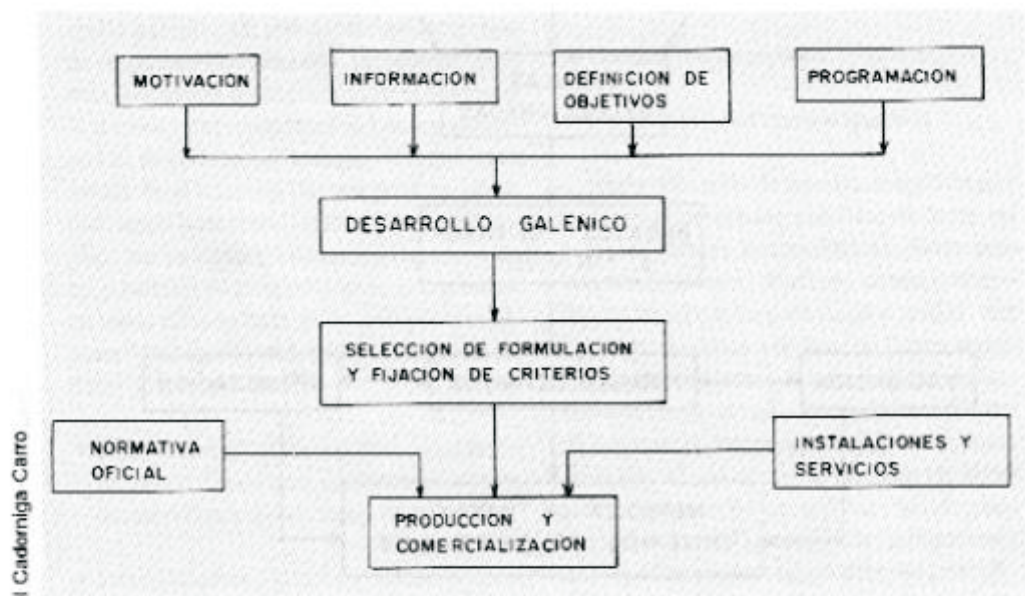 MOTIVACION
INFORMACION
DEFINICION DE
OBJETIVOS
PROGRAMACION
DESARROLLO GALENICO
SELECCION DE FORMULACION
Y FIJACION DE CRITERIOS
NORMATIVA
OFICIAL
INSTALACIONES Y
SERVICIOS
PRODUCCION Y
COMERCIALIZACION
l Cadorniga Carro